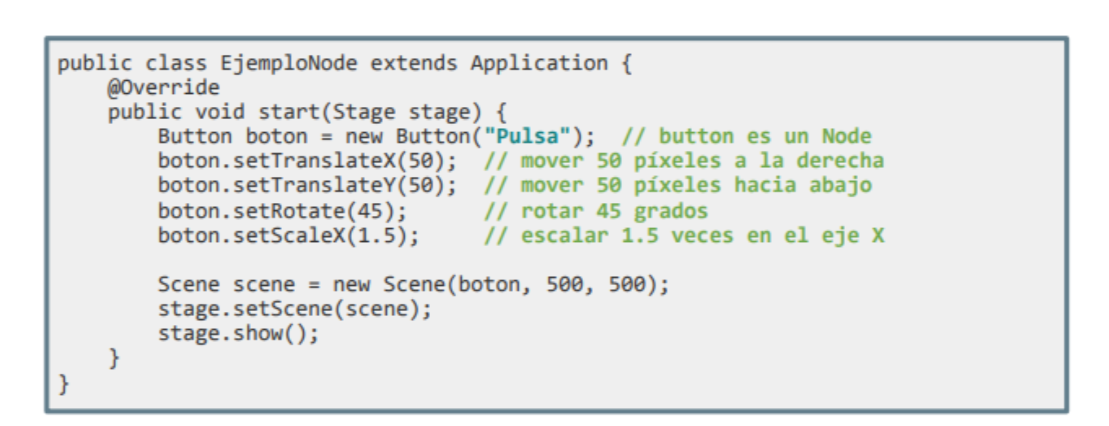 public class EjemploNode extends Application {
    @Override
    public void start(Stage stage) {
        Button boton = new Button("Pulsa");  // button es un Node
        boton.setTranslateX(50);  // mover 50 píxeles a la derecha
        boton.setTranslateY(50);  // mover 50 píxeles hacia abajo
        boton.setRotate(45);      // rotar 45 grados
        boton.setScaleX(1.5);     // escalar 1.5 veces en el eje X

        Scene scene = new Scene(boton, 500, 500);
        stage.setScene(scene);
        stage.show();
    }
}